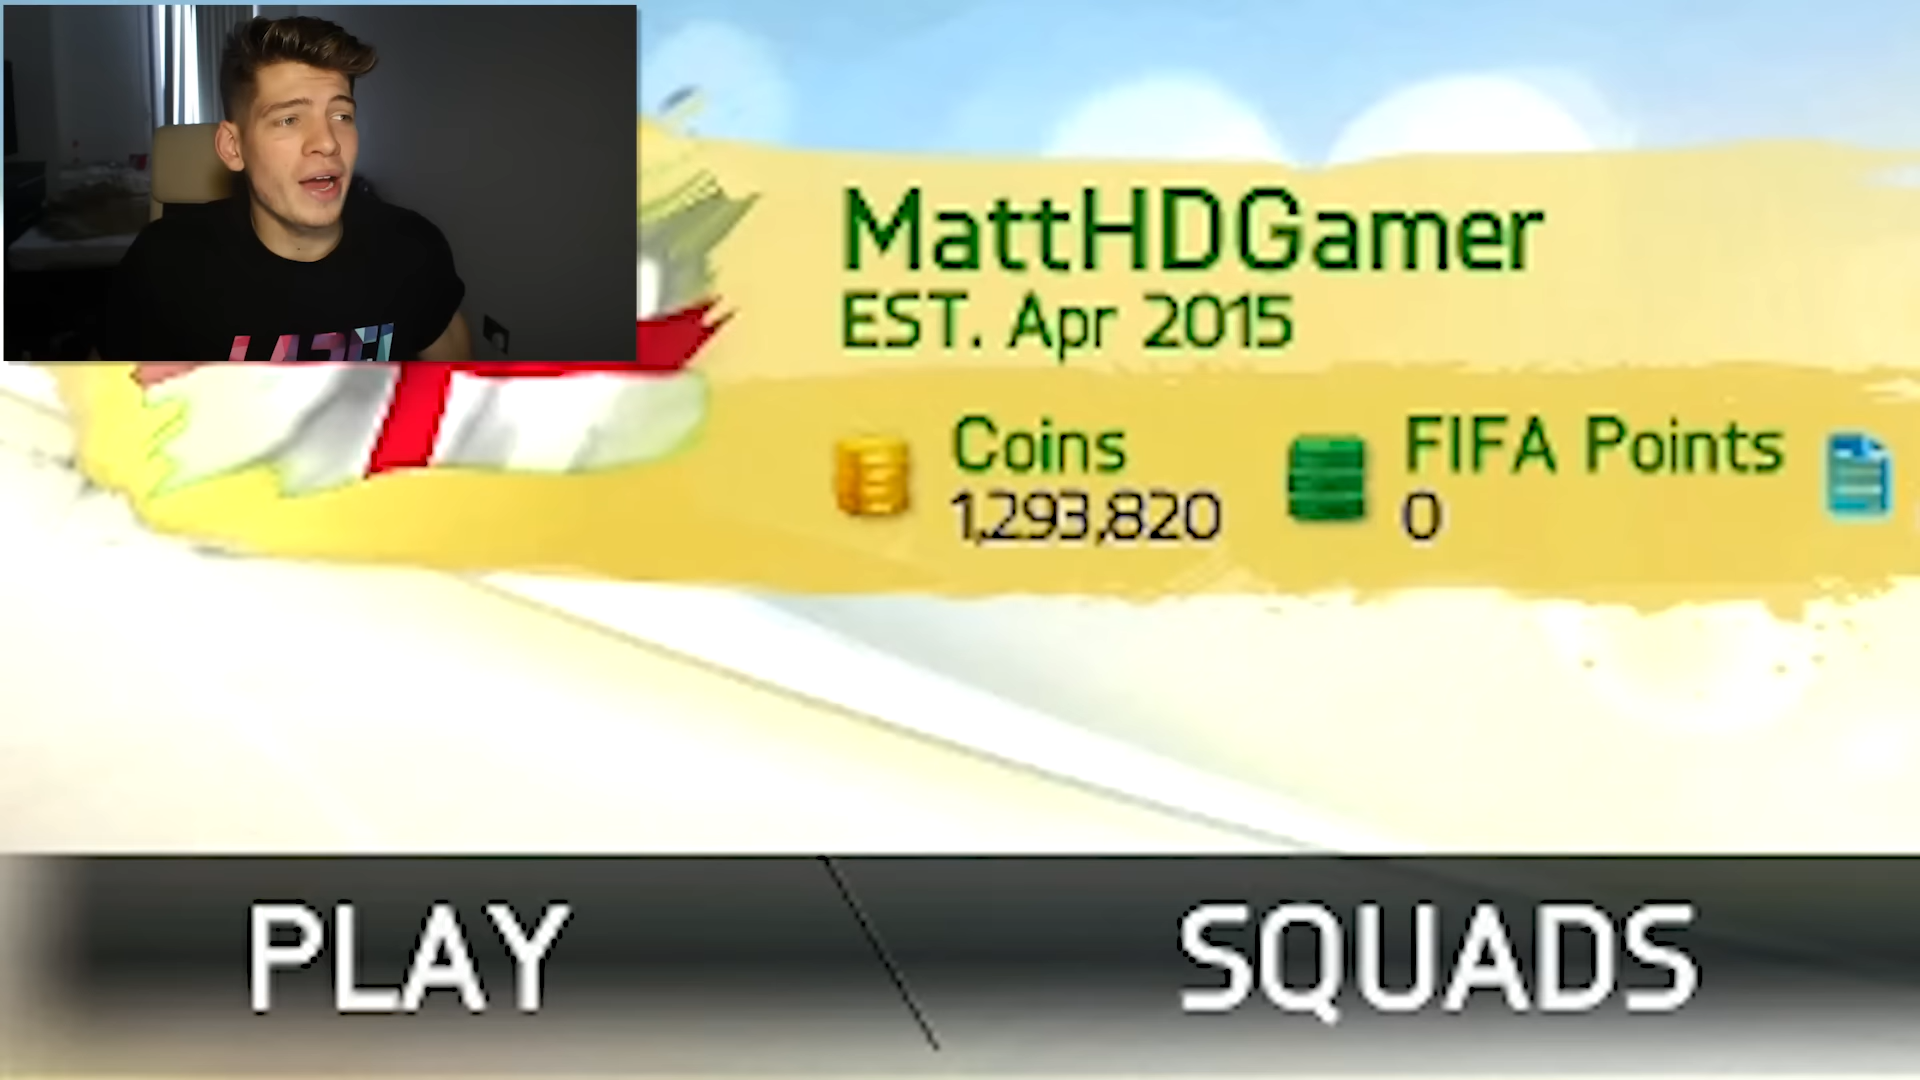 MattHDGamer
EST. Apr 2015
Coins
1,293,820
FIFA Points
0
PLAY
SQUADS